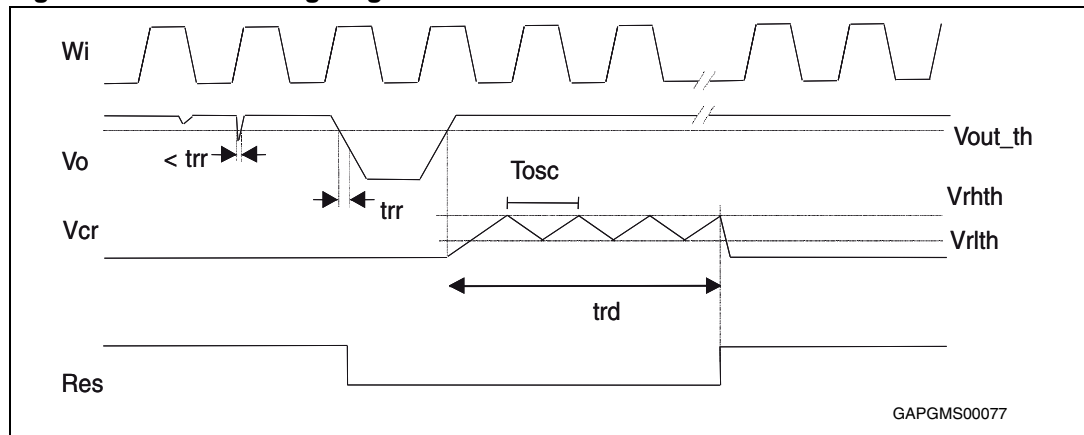 Wi
Vout_th
Vo
< trr
trr
Tosc
Vrhth
Vcr
Vrlth
trd
Res
GAPGMS00077